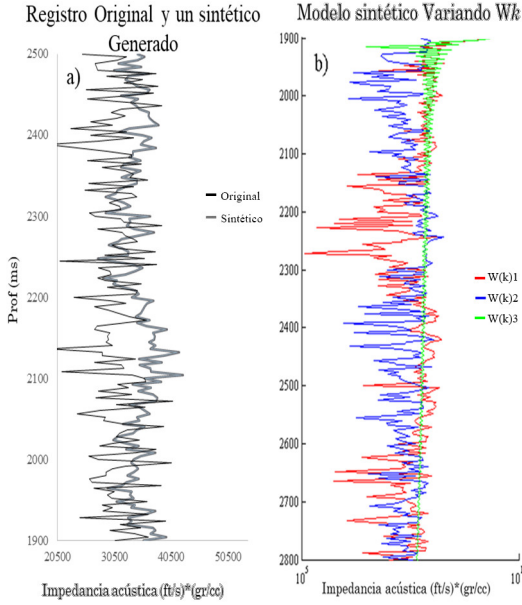 Registro Original y un sintético
Generado
a)
2500
2400
2300
2200
2100
2000
1900
Prof (ms)
Original
Sintético
20500 30500 40500 50500
Impedancia acústica (ft/s)*(gr/cc)
Modelo sintético Variando Wk
b)
1900
2000
2100
2200
2300
2400
2500
2600
2700
2800
W(k)1
W(k)2
W(k)3
10⁵
Impedancia acústica (ft/s)*(gr/cc)